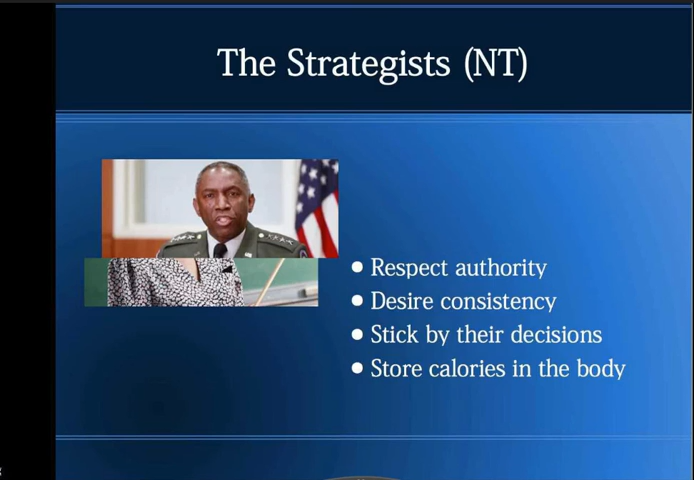 The Strategists (NT)
Respect authority
Desire consistency
Stick by their decisions
Store calories in the body